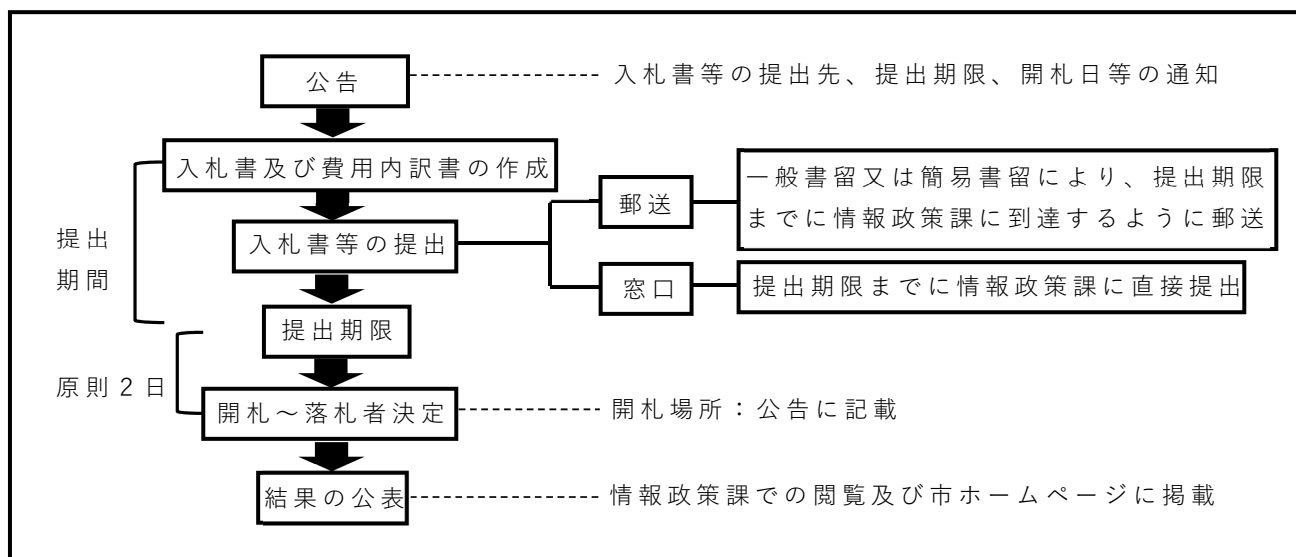 公告
入札書等の提出先、提出期限、開札日等の通知
入札書及び費用内訳書の作成
提出
期間
入札書等の提出
郵送
一般書留又は簡易書留により、提出期限
までに情報政策課に到達するように郵送
窓口
提出期限までに情報政策課に直接提出
提出期限
原則2日
開札~落札者決定
開札場所:公告に記載
結果の公表
情報政策課での閲覧及び市ホームページに掲載